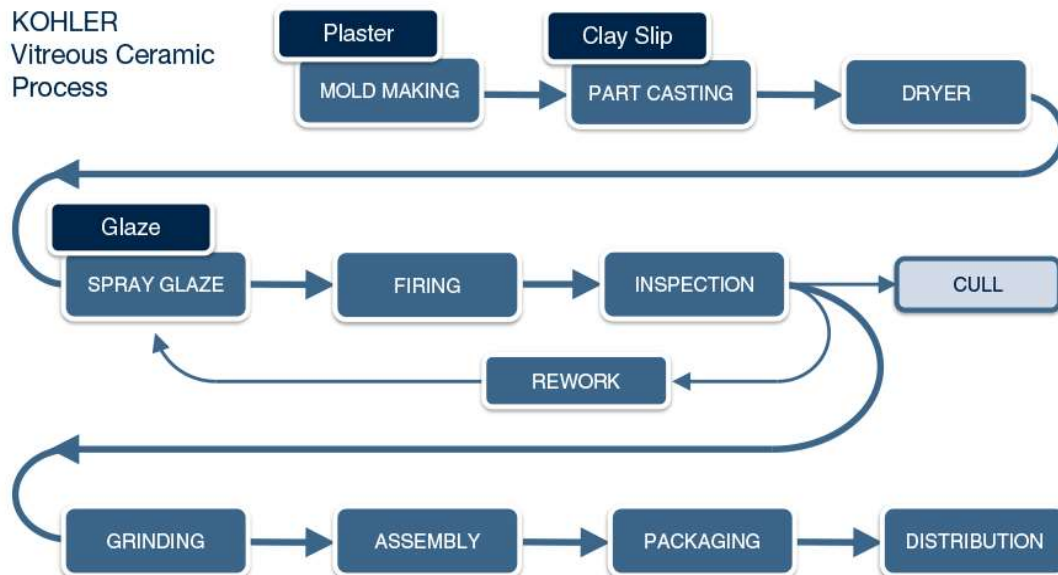 KOHLER
Vitreous Ceramic
Process
Plaster
MOLD MAKING
Clay Slip
PART CASTING
DRYER
Glaze
SPRAY GLAZE
FIRING
INSPECTION
CULL
REWORK
GRINDING
ASSEMBLY
PACKAGING
DISTRIBUTION